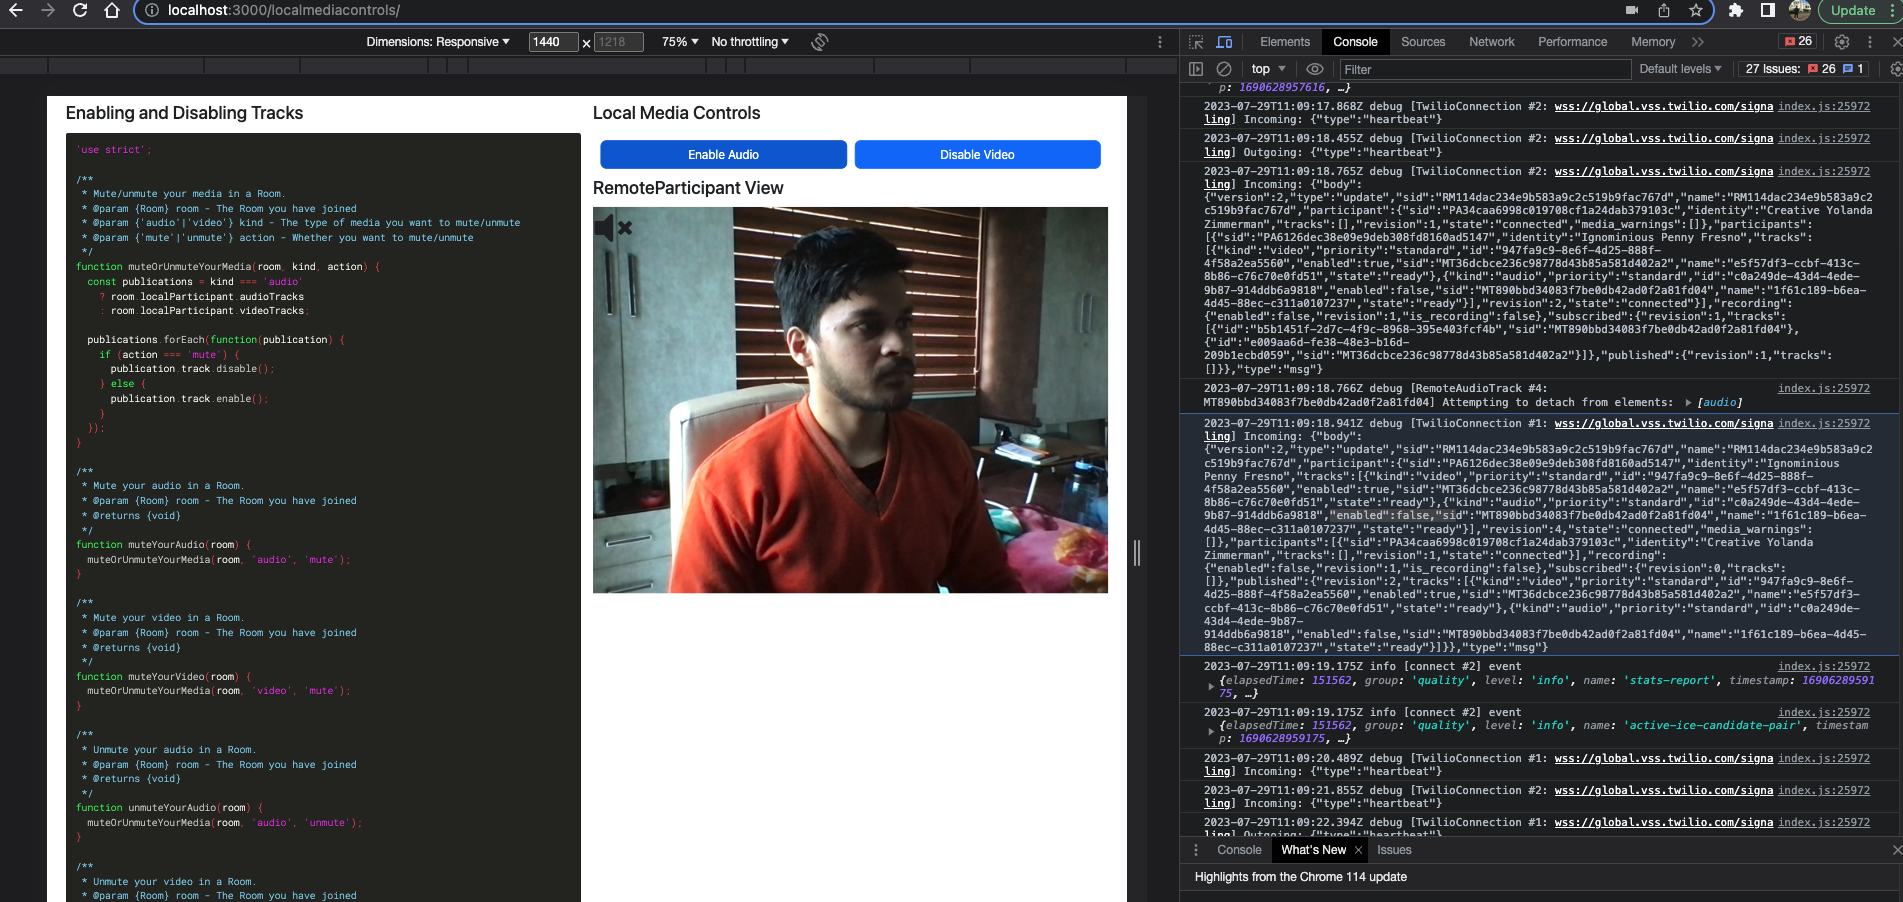 localhost:3000/localmediacontrols/
Update
Dimensions: Responsive
1440
x
1218
75%
No throttling
Elements
Console
Sources
Network
Performance
Memory
26
top
Filter
Default levels
27 Issues:
26
1
Enabling and Disabling Tracks
'use strict';
/**
* Mute/unmute your media in a Room.
* @param {Room} room - The Room you have joined
* @param {'audio'|'video'} kind - The type of media you want to mute/unmute
* @param {'mute'|'unmute'} action - Whether you want to mute/unmute
*/
function muteOrUnmuteYourMedia(room, kind, action) {
const publications = kind === 'audio'
? room.localParticipant.audioTracks
: room.localParticipant.videoTracks;
publications.forEach(function(publication) {
if (action === 'mute') {
publication.track.disable();
} else {
publication.track.enable();
}
});
}
/**
* Mute your audio in a Room.
* @param {Room} room - The Room you have joined
* @returns {void}
*/
function muteYourAudio(room) {
muteOrUnmuteYourMedia(room, 'audio', 'mute');
}
/**
* Mute your video in a Room.
* @param {Room} room - The Room you have joined
* @returns {void}
*/
function muteYourVideo(room) {
muteOrUnmuteYourMedia(room, 'video', 'mute');
}
/**
* Unmute your audio in a Room.
* @param {Room} room - The Room you have joined
* @returns {void}
*/
function unmuteYourAudio(room) {
muteOrUnmuteYourMedia(room, 'audio', 'unmute');
}
/**
* Unmute your video in a Room.
* @param {Room} room - The Room you have joined
Local Media Controls
Enable Audio
Disable Video
RemoteParticipant View
p: 1690628957616, …}
2023-07-29T11:09:17.868Z debug [TwilioConnection #2: wss://global.vss.twilio.com/signa index.js:25972
ling] Incoming: {"type":"heartbeat"}
2023-07-29T11:09:18.455Z debug [TwilioConnection #2: wss://global.vss.twilio.com/signa index.js:25972
ling] Outgoing: {"type":"heartbeat"}
2023-07-29T11:09:18.765Z debug [TwilioConnection #2: wss://global.vss.twilio.com/signa index.js:25972
ling] Incoming: {"body":
{"version":2,"type":"update","sid":"RM114dac234e9b583a9c2c519b9fac767d","name":"RM114dac234e9b583a9c2
c519b9fac767d","participant":{"sid":"PA34caa6998c019708cf1a24dab379103c","identity":"Creative Yolanda
Zimmerman","tracks":[],"revision":1,"state":"connected","media_warnings":[]},"participants":
[{"sid":"PA6126dec38e09e9deb308fd8160ad5147","identity":"Ignominious Penny Fresno","tracks":
[{"kind":"video","priority":"standard","id":"947fa9c9-8e6f-4d25-888f-
4f58a2ea5560","enabled":true,"sid":"MT36dcbce236c98778d43b85a581d402a2","name":"e5f57df3-ccbf-413c-
8b86-c76c70e0fd51","state":"ready"},{"kind":"audio","priority":"standard","id":"c0a249de-43d4-4ede-
9b87-914ddb6a9818","enabled":false,"sid":"MT890bbd34083f7be0db42ad0f2a81fd04","name":"1f61c189-b6ea-
4d45-88ec-c311a0107237","state":"ready"}],"revision":2,"state":"connected"}],"recording":
{"enabled":false,"revision":1,"is_recording":false},"subscribed":{"revision":1,"tracks":
[{"id":"b5b1451f-2d7c-4f9c-8968-395e403fcf4b","sid":"MT890bbd34083f7be0db42ad0f2a81fd04"},
{"id":"e009aa6d-fe38-48e3-b16d-
209b1ecbd059","sid":"MT36dcbce236c98778d43b85a581d402a2"}]},"published":{"revision":1,"tracks":
[]}},"type":"msg"}
2023-07-29T11:09:18.766Z debug [RemoteAudioTrack #4: index.js:25972
MT890bbd34083f7be0db42ad0f2a81fd04] Attempting to detach from elements: ▶ [audio]
2023-07-29T11:09:18.941Z debug [TwilioConnection #1: wss://global.vss.twilio.com/signa index.js:25972
ling] Incoming: {"body":
{"version":2,"type":"update","sid":"RM114dac234e9b583a9c2c519b9fac767d","name":"RM114dac234e9b583a9c2
c519b9fac767d","participant":{"sid":"PA6126dec38e09e9deb308fd8160ad5147","identity":"Ignominious
Penny Fresno","tracks":[{"kind":"video","priority":"standard","id":"947fa9c9-8e6f-4d25-888f-
4f58a2ea5560","enabled":true,"sid":"MT36dcbce236c98778d43b85a581d402a2","name":"e5f57df3-ccbf-413c-
8b86-c76c70e0fd51","state":"ready"},{"kind":"audio","priority":"standard","id":"c0a249de-43d4-4ede-
9b87-914ddb6a9818","enabled":false,"sid":"MT890bbd34083f7be0db42ad0f2a81fd04","name":"1f61c189-b6ea-
4d45-88ec-c311a0107237","state":"ready"}],"revision":4,"state":"connected","media_warnings":
[]},"participants":[{"sid":"PA34caa6998c019708cf1a24dab379103c","identity":"Creative Yolanda
Zimmerman","tracks":[],"revision":1,"state":"connected"}],"recording":
{"enabled":false,"revision":1,"is_recording":false},"subscribed":{"revision":0,"tracks":
[]},"published":{"revision":2,"tracks":[{"kind":"video","priority":"standard","id":"947fa9c9-8e6f-
4d25-888f-4f58a2ea5560","enabled":true,"sid":"MT36dcbce236c98778d43b85a581d402a2","name":"e5f57df3-
ccbf-413c-8b86-c76c70e0fd51","state":"ready"},{"kind":"audio","priority":"standard","id":"c0a249de-
43d4-4ede-9b87-
914ddb6a9818","enabled":false,"sid":"MT890bbd34083f7be0db42ad0f2a81fd04","name":"1f61c189-b6ea-4d45-
88ec-c311a0107237","state":"ready"}]}},"type":"msg"}
2023-07-29T11:09:19.175Z info [connect #2] event index.js:25972
{elapsedTime: 151562, group: 'quality', level: 'info', name: 'stats-report', timestamp: 16906289591
75, …}
2023-07-29T11:09:19.175Z info [connect #2] event index.js:25972
{elapsedTime: 151562, group: 'quality', level: 'info', name: 'active-ice-candidate-pair', timestam
p: 1690628959175, …}
2023-07-29T11:09:20.489Z debug [TwilioConnection #1: wss://global.vss.twilio.com/signa index.js:25972
ling] Incoming: {"type":"heartbeat"}
2023-07-29T11:09:21.855Z debug [TwilioConnection #2: wss://global.vss.twilio.com/signa index.js:25972
ling] Incoming: {"type":"heartbeat"}
2023-07-29T11:09:22.394Z debug [TwilioConnection #1: wss://global.vss.twilio.com/signa index.js:25972
ling] Outgoing: {"type":"heartbeat"}
Console
What's New
Issues
Highlights from the Chrome 114 update